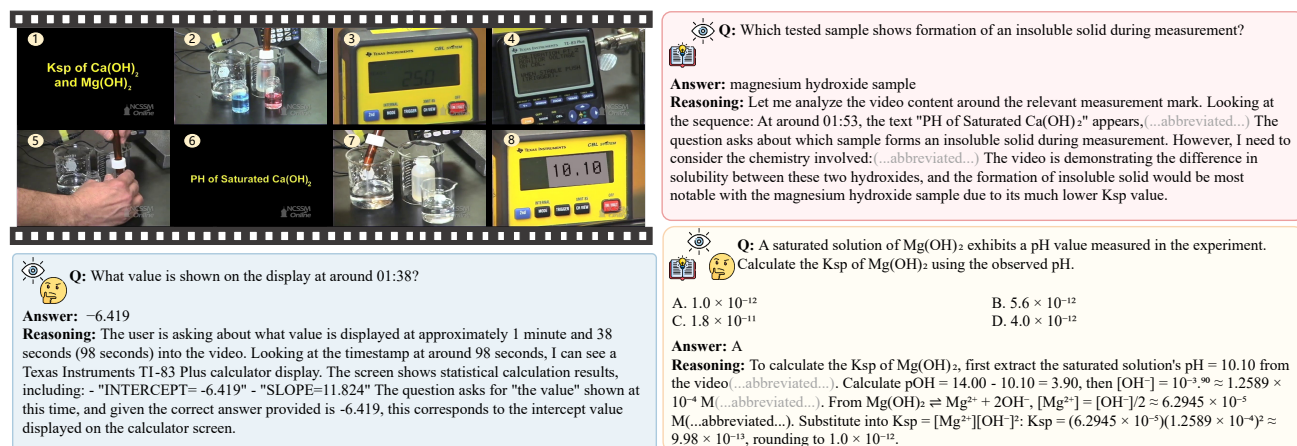 1
Ksp of Ca(OH)₂
and Mg(OH)₂
NCSSM
Online
2
3
TEXAS INSTRUMENTS
CBL SYSTEM
250
4
5
6
PH of Saturated Ca(OH)₂
NCSSM
Online
7
8
TEXAS INSTRUMENTS
CBL SYSTEM
10.10
Q: What value is shown on the display at around 01:38?
Answer: −6.419
Reasoning: The user is asking about what value is displayed at approximately 1 minute and 38
seconds (98 seconds) into the video. Looking at the timestamp at around 98 seconds, I can see a
Texas Instruments TI-83 Plus calculator display. The screen shows statistical calculation results,
including: - "INTERCEPT= -6.419" - "SLOPE=11.824" The question asks for "the value" shown at
this time, and given the correct answer provided is -6.419, this corresponds to the intercept value
displayed on the calculator screen.
Q: Which tested sample shows formation of an insoluble solid during measurement?
Answer: magnesium hydroxide sample
Reasoning: Let me analyze the video content around the relevant measurement mark. Looking at
the sequence: At around 01:53, the text "PH of Saturated Ca(OH)₂" appears,(...abbreviated...) The
question asks about which sample forms an insoluble solid during measurement. However, I need to
consider the chemistry involved:(...abbreviated...) The video is demonstrating the difference in
solubility between these two hydroxides, and the formation of insoluble solid would be most
notable with the magnesium hydroxide sample due to its much lower Ksp value.
Q: A saturated solution of Mg(OH)₂ exhibits a pH value measured in the experiment.
Calculate the Ksp of Mg(OH)₂ using the observed pH.
A. 1.0 × 10⁻¹² B. 5.6 × 10⁻¹²
C. 1.8 × 10⁻¹¹ D. 4.0 × 10⁻¹²
Answer: A
Reasoning: To calculate the Ksp of Mg(OH)₂, first extract the saturated solution's pH = 10.10 from
the video(...abbreviated...). Calculate pOH = 14.00 - 10.10 = 3.90, then [OH⁻] = 10⁻³·⁹⁰ ≈ 1.2589 ×
10⁻⁴ M(...abbreviated...). From Mg(OH)₂ ⇌ Mg²⁺ + 2OH⁻, [Mg²⁺] = [OH⁻]/2 ≈ 6.2945 × 10⁻⁵
M(...abbreviated...). Substitute into Ksp = [Mg²⁺][OH⁻]²: Ksp = (6.2945 × 10⁻⁵)(1.2589 × 10⁻⁴)² ≈
9.98 × 10⁻¹³, rounding to 1.0 × 10⁻¹².